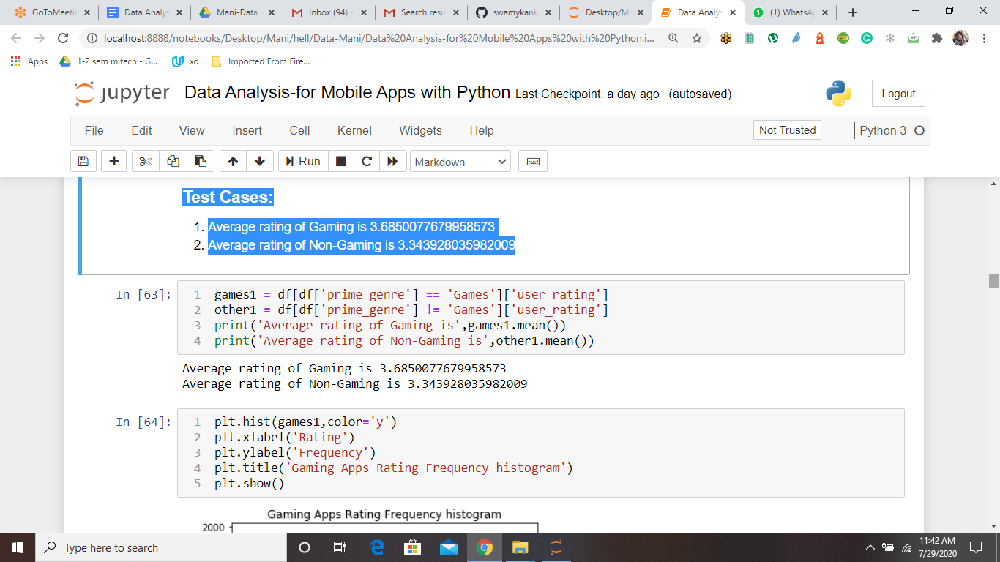 GoToMeetin
Data Analys
Mani-Data
Inbox (94) -
Search resu
swamykank
Desktop/Ma
Data Analys
(1) WhatsAp
localhost:8888/notebooks/Desktop/Mani/hell/Data-Mani/Data%20Analysis-for%20Mobile%20Apps%20with%20Python.i...
Apps
1-2 sem m.tech - G...
xd
Imported From Fire...
jupyter Data Analysis-for Mobile Apps with Python Last Checkpoint: a day ago (autosaved)
Logout
File Edit View Insert Cell Kernel Widgets Help
Not Trusted
Python 3
Run
Markdown
Test Cases:
1. Average rating of Gaming is 3.6850077679958573
2. Average rating of Non-Gaming is 3.343928035982009
In [63]:
1 games1 = df[df['prime_genre'] == 'Games']['user_rating']
2 other1 = df[df['prime_genre'] != 'Games']['user_rating']
3 print('Average rating of Gaming is',games1.mean())
4 print('Average rating of Non-Gaming is',other1.mean())
Average rating of Gaming is 3.6850077679958573
Average rating of Non-Gaming is 3.343928035982009
In [64]:
1 plt.hist(games1,color='y')
2 plt.xlabel('Rating')
3 plt.ylabel('Frequency')
4 plt.title('Gaming Apps Rating Frequency histogram')
5 plt.show()
Gaming Apps Rating Frequency histogram
2000
Type here to search
11:42 AM
7/29/2020